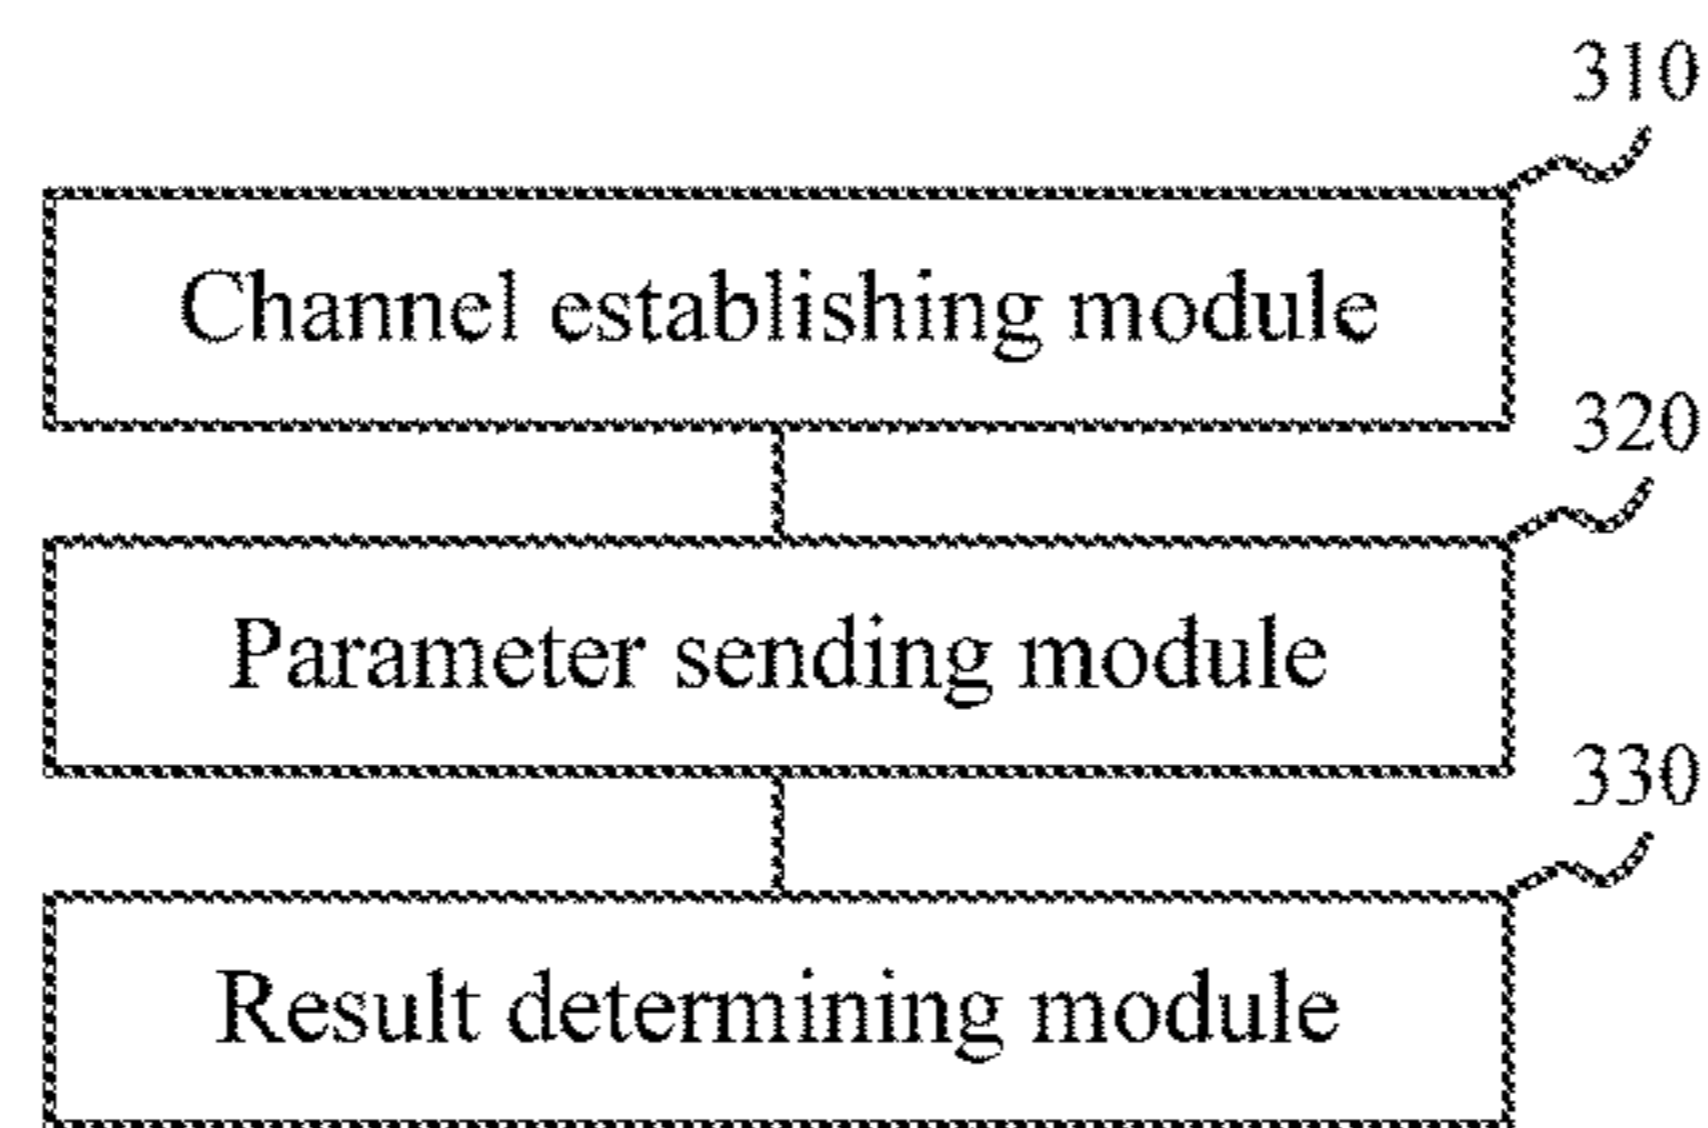 310
Channel establishing module
320
Parameter sending module
330
Result determining module